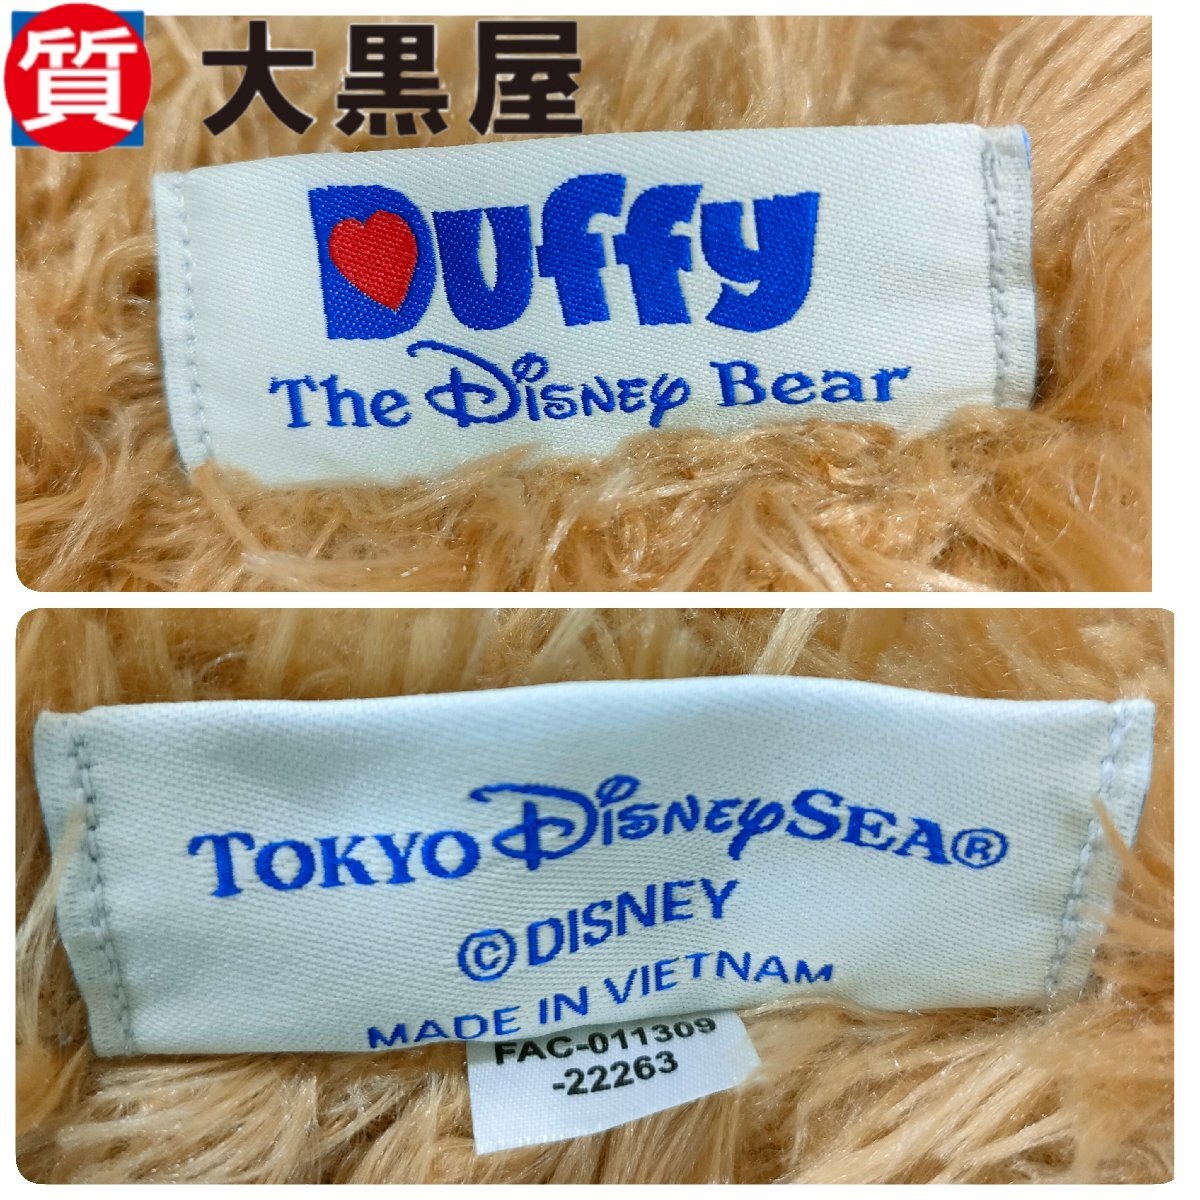 質 大黒屋
Duffy
The Disney Bear
TOKYO DISNEYSEA®
©DISNEY
MADE IN VIETNAM
FAC-011309
-22263